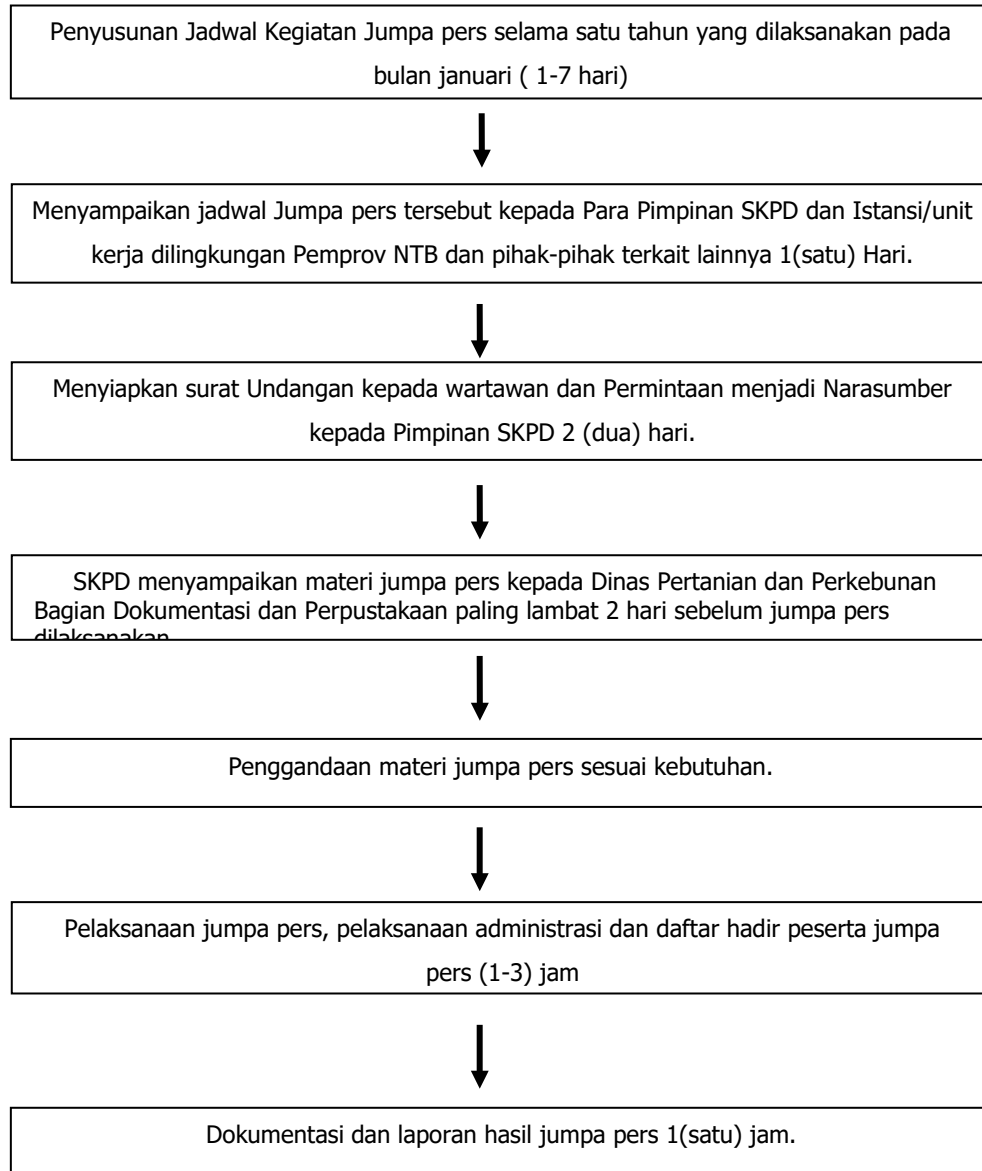 Penyusunan Jadwal Kegiatan Jumpa pers selama satu tahun yang dilaksanakan pada
bulan januari ( 1-7 hari)
Menyampaikan jadwal Jumpa pers tersebut kepada Para Pimpinan SKPD dan Istansi/unit
kerja dilingkungan Pemprov NTB dan pihak-pihak terkait lainnya 1(satu) Hari.
Menyiapkan surat Undangan kepada wartawan dan Permintaan menjadi Narasumber
kepada Pimpinan SKPD 2 (dua) hari.
SKPD menyampaikan materi jumpa pers kepada Dinas Pertanian dan Perkebunan
Bagian Dokumentasi dan Perpustakaan paling lambat 2 hari sebelum jumpa pers
dilaksanakan
Penggandaan materi jumpa pers sesuai kebutuhan.
Pelaksanaan jumpa pers, pelaksanaan administrasi dan daftar hadir peserta jumpa
pers (1-3) jam
Dokumentasi dan laporan hasil jumpa pers 1(satu) jam.